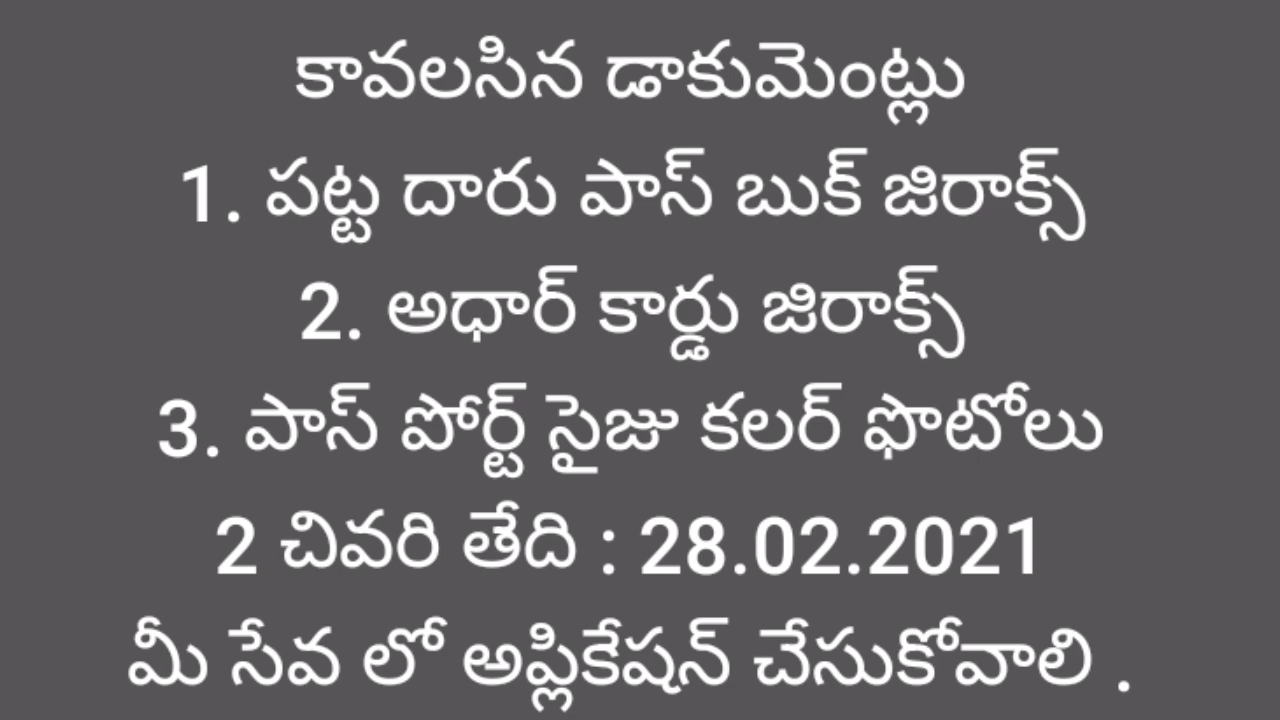 కావలసిన డాకుమెంట్లు
1. పట్ట దారు పాస్ బుక్ జిరాక్స్
2. అధార్ కార్డు జిరాక్స్
3. పాస్ పోర్ట్ సైజు కలర్ ఫొటోలు
2 చివరి తేది : 28.02.2021
మీ సేవ లో అప్లికేషన్ చేసుకోవాలి .